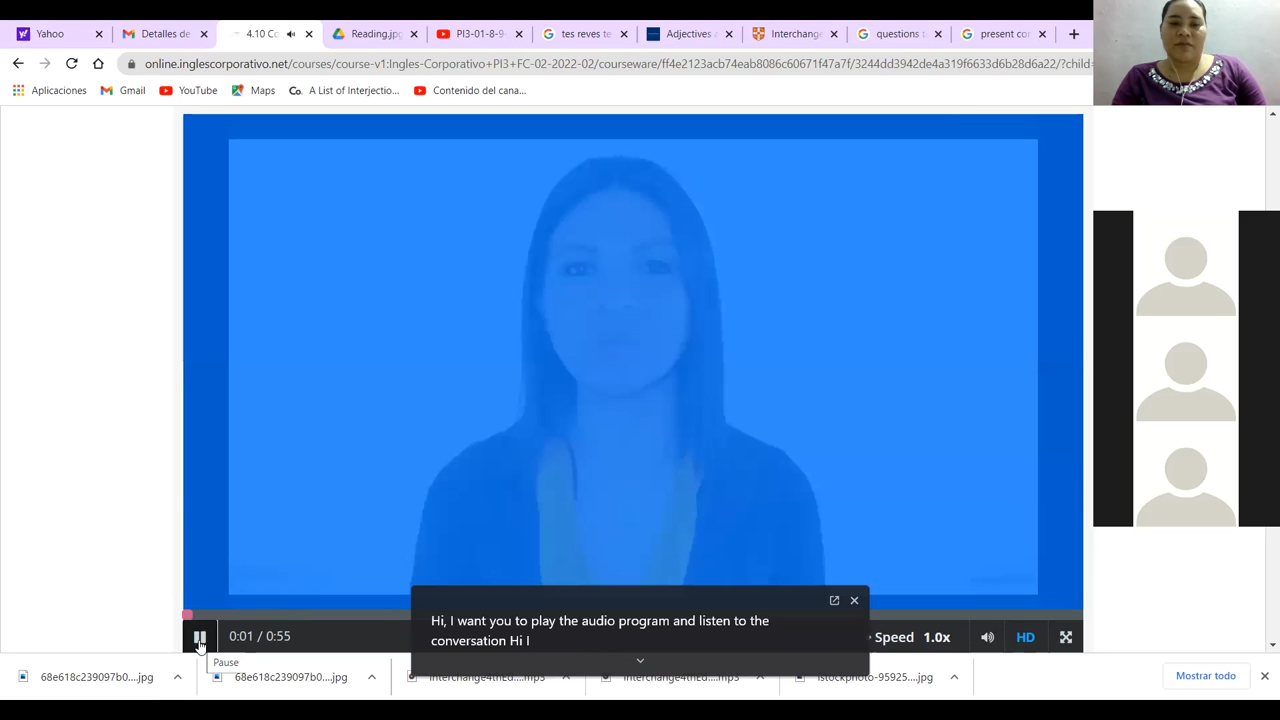 Yahoo
Detalles de
4.10 Co
Reading.jpg
PI3-01-8-9-
tes reves te
Adjectives a
Interchange
questions t
present cor
online.inglescorporativo.net/courses/course-v1:Ingles-Corporativo+PI3+FC-02-2022-02/courseware/ff4e2123acb74eab8086c60671f47a7f/3244dd3942de4a319f6633d6b28d6a22/?child=
Aplicaciones
Gmail
YouTube
Maps
Co.
A List of Interjectio...
Contenido del cana...
Hi, I want you to play the audio program and listen to the
conversation Hi I
0:01 / 0:55
Speed
1.0x
HD
Pause
68e618c239097b0....jpg
68e618c239097b0....jpg
Interchange4thEd....mp3
Interchange4thEd....mp3
istockphoto-95925....jpg
Mostrar todo